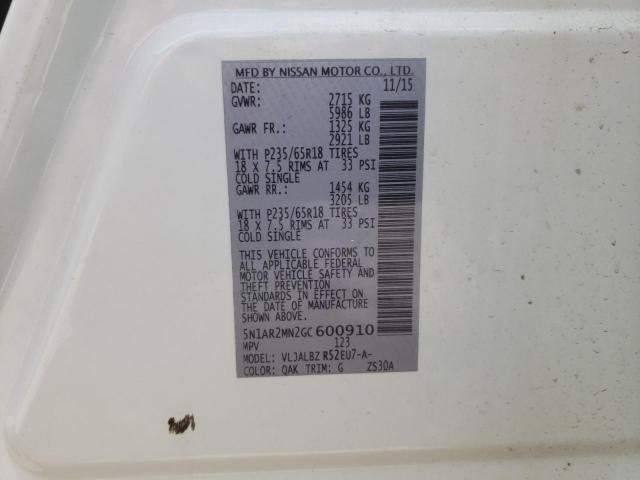 MFD BY NISSAN MOTOR CO., LTD.
DATE: 11/15
GVWR: 2715 KG
5986 LB
GAWR FR.: 1325 KG
2921 LB
WITH P235/65R18 TIRES
18 X 7.5 RIMS AT 33 PSI
COLD SINGLE
GAWR RR.: 1454 KG
3205 LB
WITH P235/65R18 TIRES
18 X 7.5 RIMS AT 33 PSI
COLD SINGLE
THIS VEHICLE CONFORMS TO
ALL APPLICABLE FEDERAL
MOTOR VEHICLE SAFETY AND
THEFT PREVENTION
STANDARDS IN EFFECT ON
THE DATE OF MANUFACTURE
SHOWN ABOVE.
5N1AR2MN2GC600910
MPV 123
MODEL: VLJALBZ R52EU7-A-
COLOR: QAK TRIM: G ZS30A